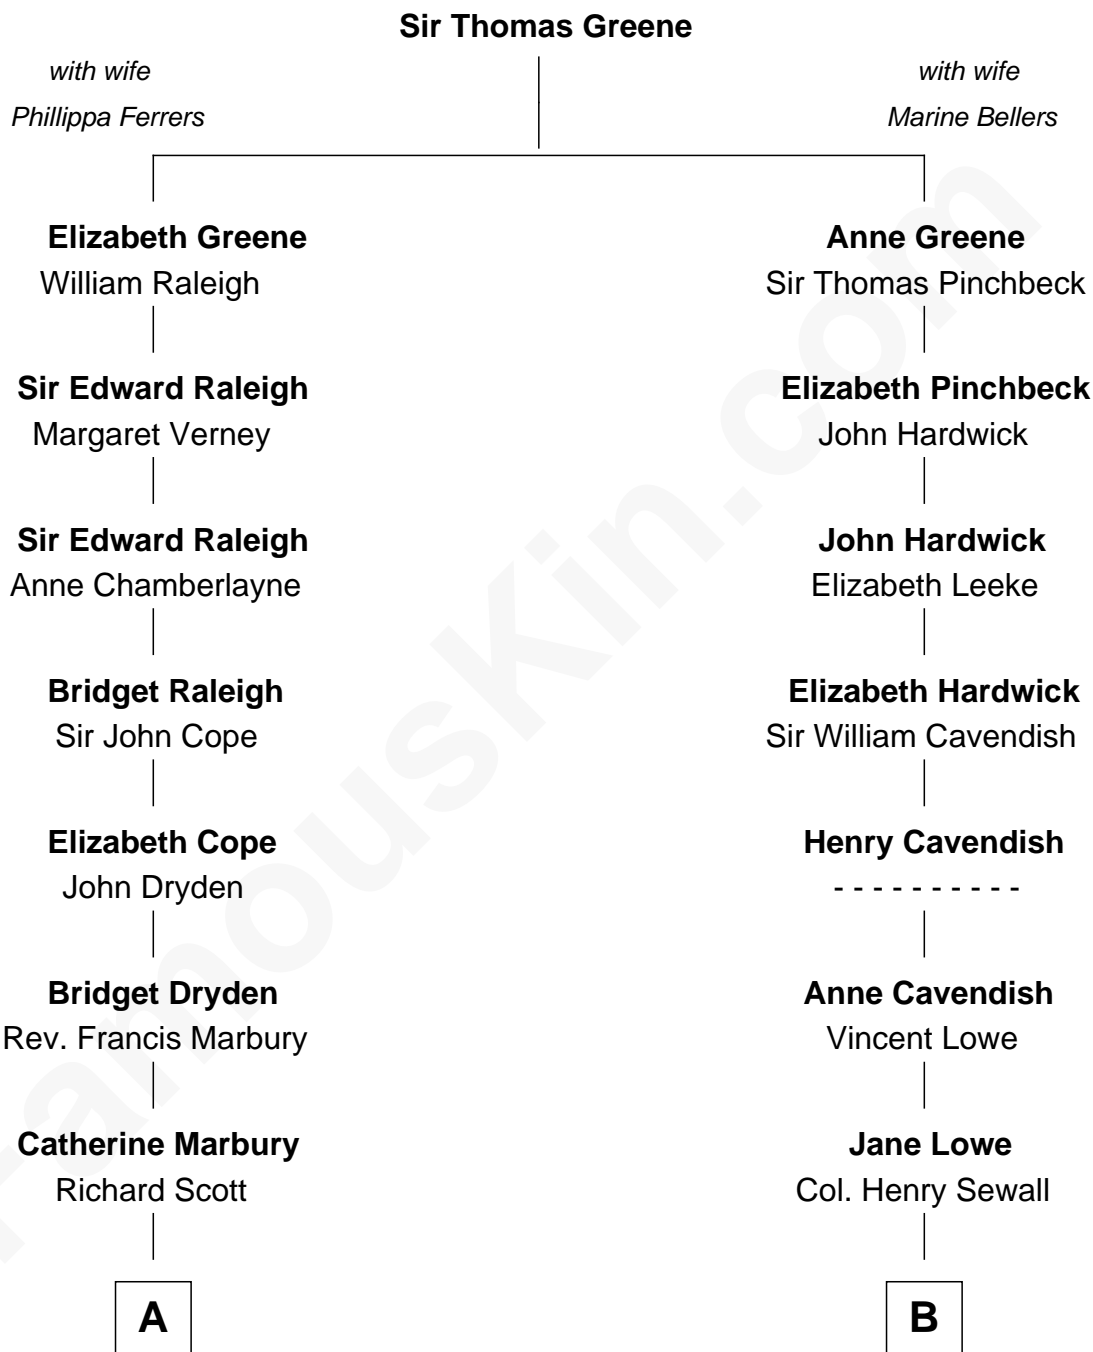 Sir Thomas Greene
with wife
Phillippa Ferrers
with wife
Marine Bellers
Elizabeth Greene
William Raleigh
Anne Greene
Sir Thomas Pinchbeck
Sir Edward Raleigh
Margaret Verney
Elizabeth Pinchbeck
John Hardwick
Sir Edward Raleigh
Anne Chamberlayne
John Hardwick
Elizabeth Leeke
Bridget Raleigh
Sir John Cope
Elizabeth Hardwick
Sir William Cavendish
Elizabeth Cope
John Dryden
Henry Cavendish
- - - - - - - - - -
Bridget Dryden
Rev. Francis Marbury
Anne Cavendish
Vincent Lowe
Catherine Marbury
Richard Scott
Jane Lowe
Col. Henry Sewall
A
B
FamousKin.com